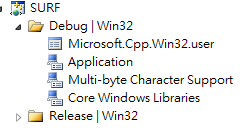 SURF
Debug | Win32
Microsoft.Cpp.Win32.user
Application
Multi-byte Character Support
Core Windows Libraries
Release | Win32